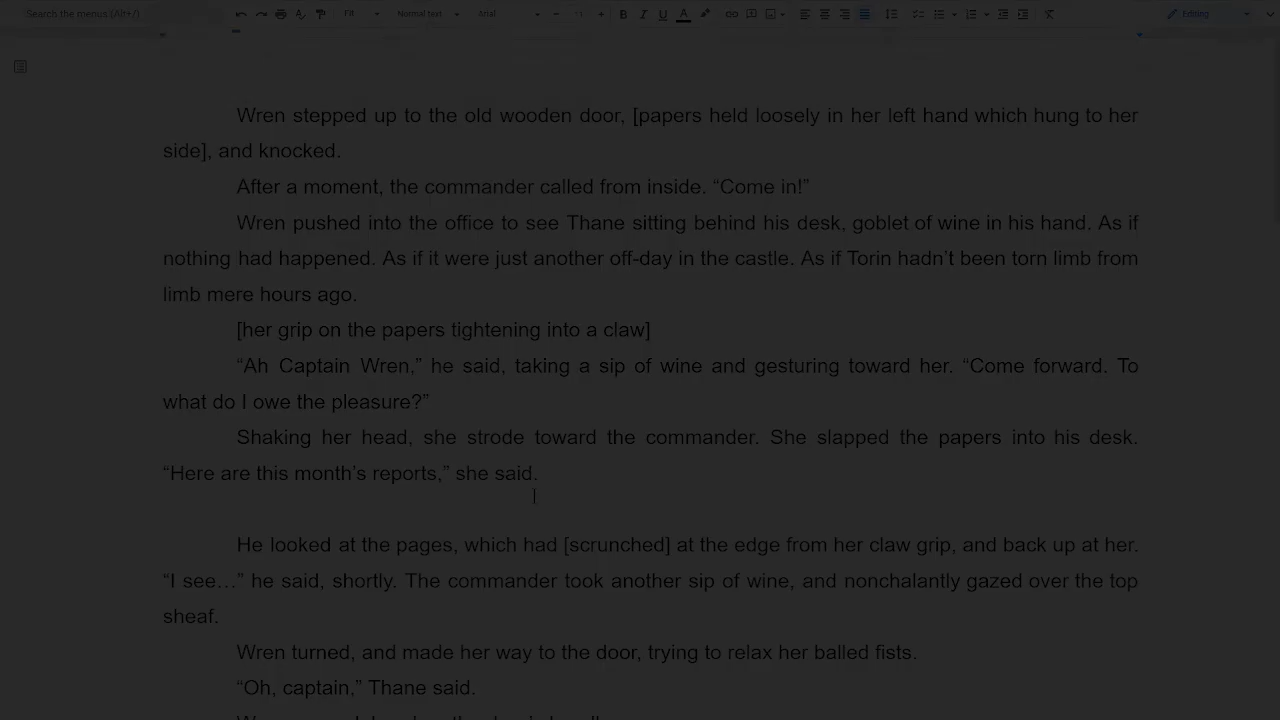 Search the menus (Alt+/)
Fit
Normal text
Arial
B I U A
Editing
Wren stepped up to the old wooden door, [papers held loosely in her left hand which hung to her
side], and knocked.
After a moment, the commander called from inside. “Come in!”
Wren pushed into the office to see Thane sitting behind his desk, goblet of wine in his hand. As if
nothing had happened. As if it were just another off-day in the castle. As if Torin hadn’t been torn limb from
limb mere hours ago.
[her grip on the papers tightening into a claw]
“Ah Captain Wren,” he said, taking a sip of wine and gesturing toward her. “Come forward. To
what do I owe the pleasure?”
Shaking her head, she strode toward the commander. She slapped the papers into his desk.
“Here are this month’s reports,” she said.
He looked at the pages, which had [scrunched] at the edge from her claw grip, and back up at her.
“I see…” he said, shortly. The commander took another sip of wine, and nonchalantly gazed over the top
sheaf.
Wren turned, and made her way to the door, trying to relax her balled fists.
“Oh, captain,” Thane said.